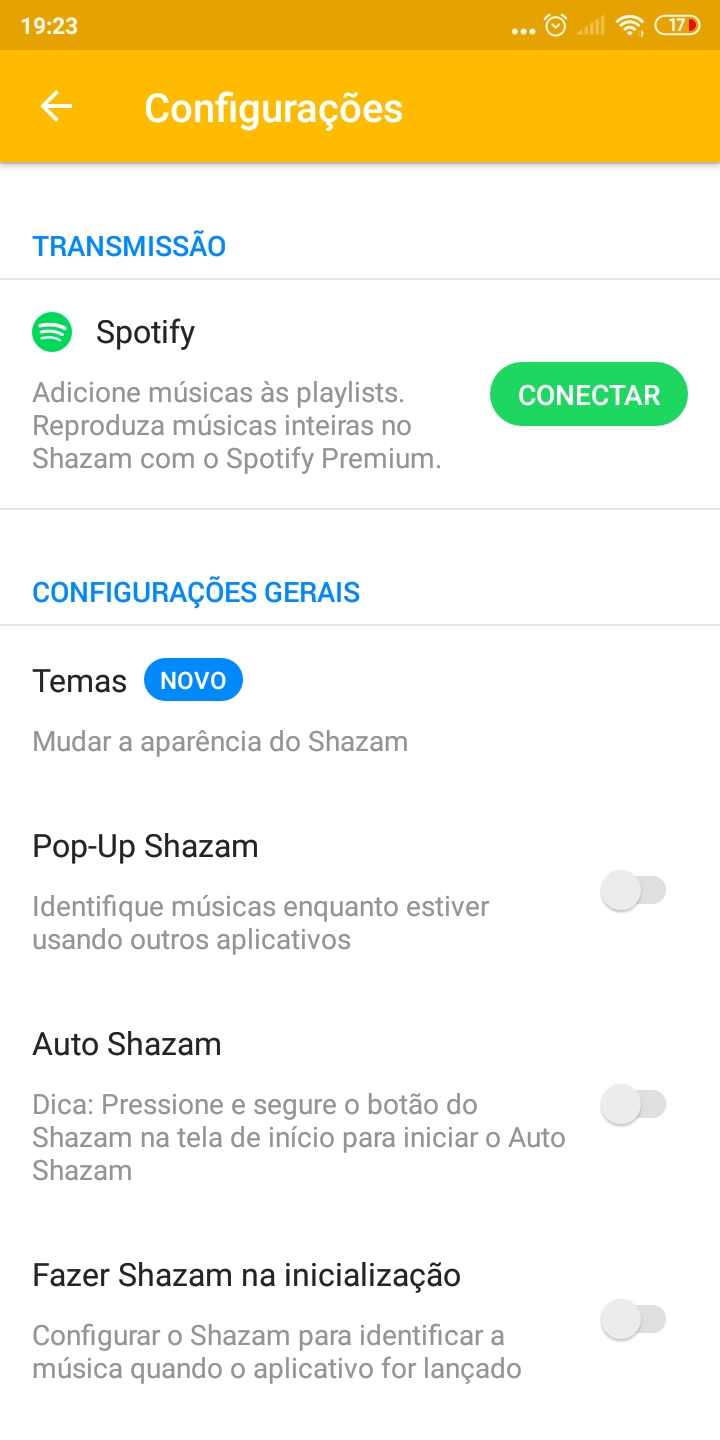 19:23
17
Configurações
TRANSMISSÃO
Spotify
Adicione músicas às playlists.
Reproduza músicas inteiras no
Shazam com o Spotify Premium.
CONECTAR
CONFIGURAÇÕES GERAIS
Temas NOVO
Mudar a aparência do Shazam
Pop-Up Shazam
Identifique músicas enquanto estiver
usando outros aplicativos
Auto Shazam
Dica: Pressione e segure o botão do
Shazam na tela de início para iniciar o Auto
Shazam
Fazer Shazam na inicialização
Configurar o Shazam para identificar a
música quando o aplicativo for lançado